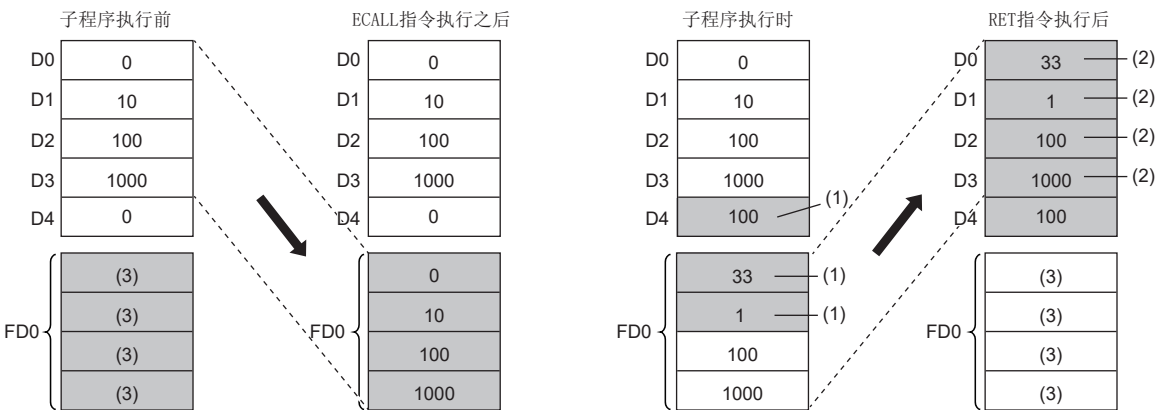 子程序执行前
D0 0
D1 10
D2 100
D3 1000
D4 0
FD0
(3)
(3)
(3)
(3)
ECALL指令执行之后
D0 0
D1 10
D2 100
D3 1000
D4 0
FD0
0
10
100
1000
子程序执行时
D0 0
D1 10
D2 100
D3 1000
D4 100 (1)
FD0
33 (1)
1 (1)
100
1000
RET指令执行后
D0 33 (2)
D1 1 (2)
D2 100 (2)
D3 1000 (2)
D4 100
FD0
(3)
(3)
(3)
(3)